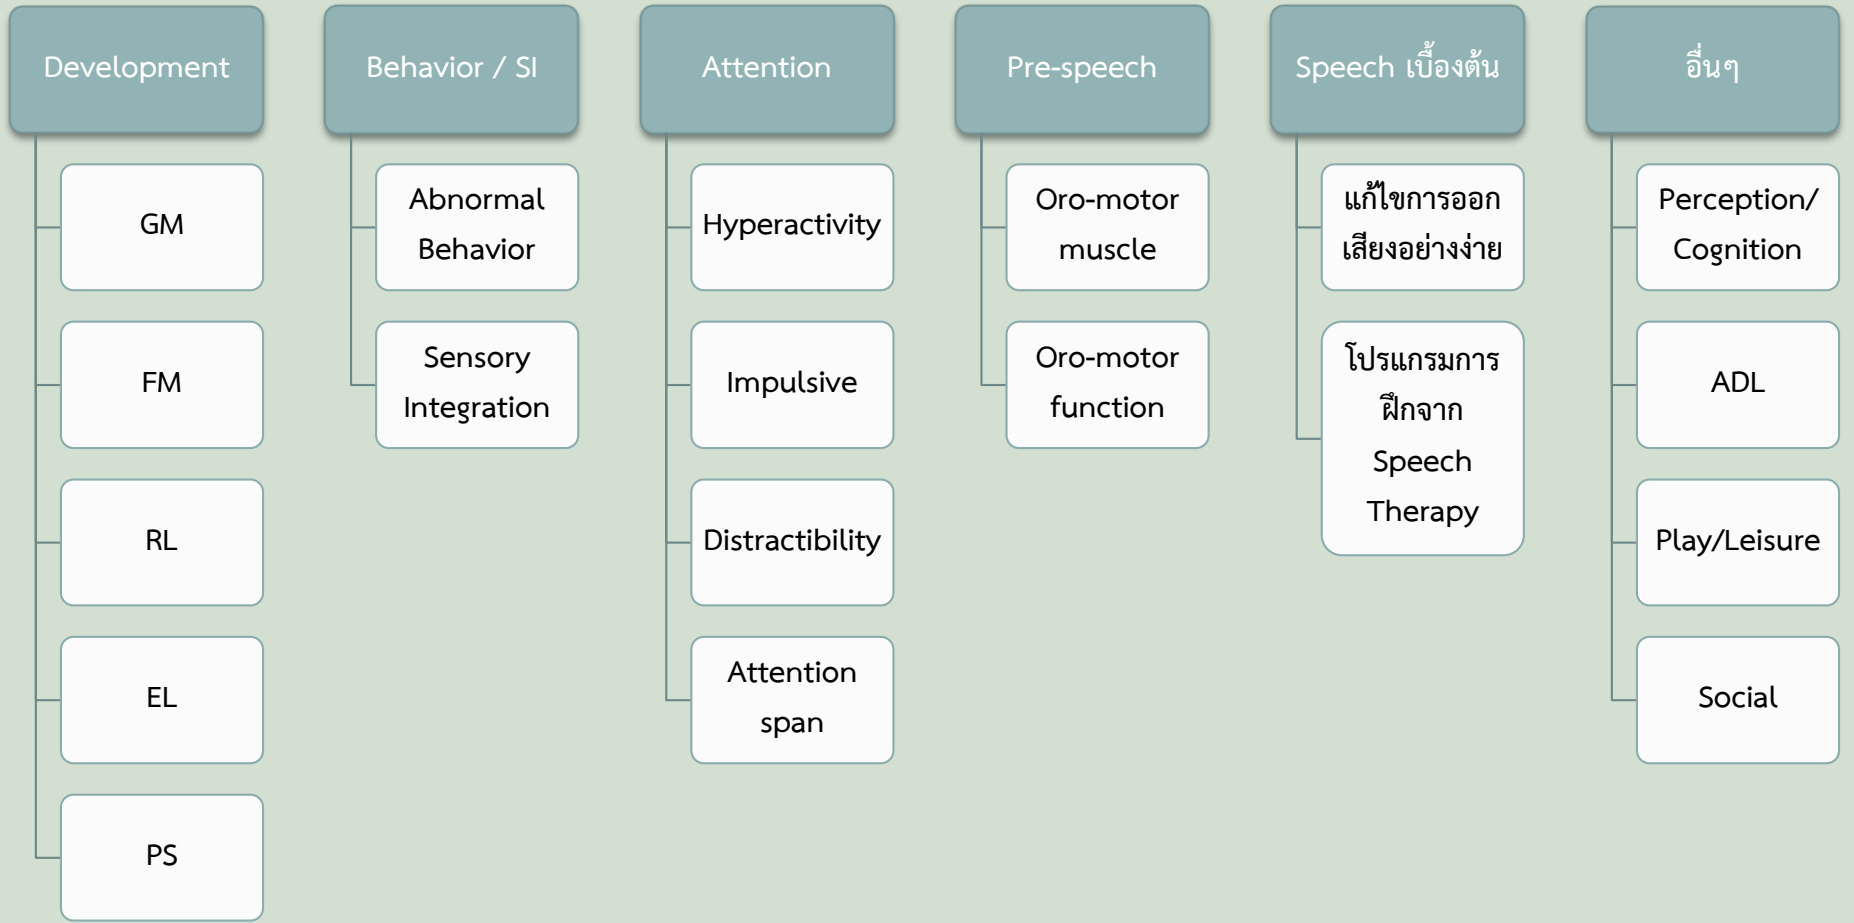 Development
GM
FM
RL
EL
PS
Behavior / SI
Abnormal
Behavior
Sensory
Integration
Attention
Hyperactivity
Impulsive
Distractibility
Attention
span
Pre-speech
Oro-motor
muscle
Oro-motor
function
Speech เบื้องต้น
แก้ไขการออก
เสียงอย่างง่าย
โปรแกรมการ
ฝึกจาก
Speech
Therapy
อื่นๆ
Perception/
Cognition
ADL
Play/Leisure
Social